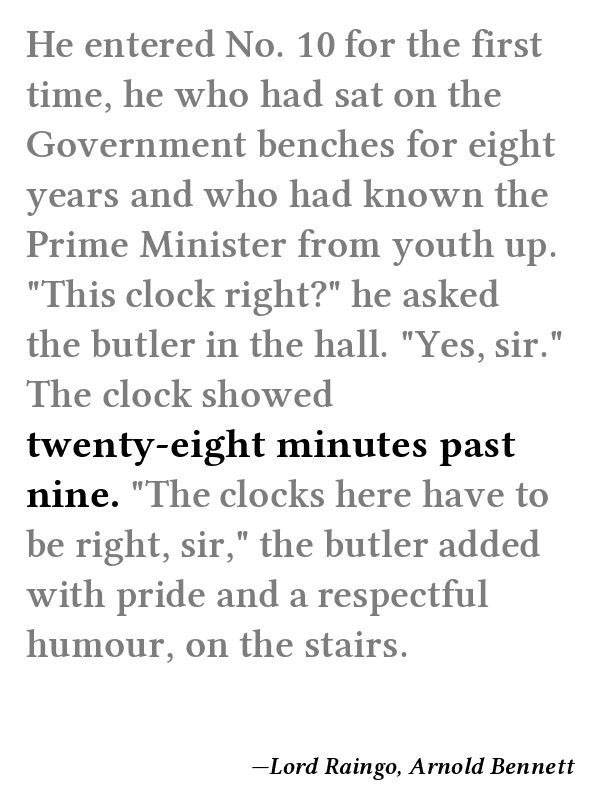 He entered No. 10 for the first
time, he who had sat on the
Government benches for eight
years and who had known the
Prime Minister from youth up.
"This clock right?" he asked
the butler in the hall. "Yes, sir."
The clock showed
twenty-eight minutes past
nine. "The clocks here have to
be right, sir," the butler added
with pride and a respectful
humour, on the stairs.
—Lord Raingo, Arnold Bennett